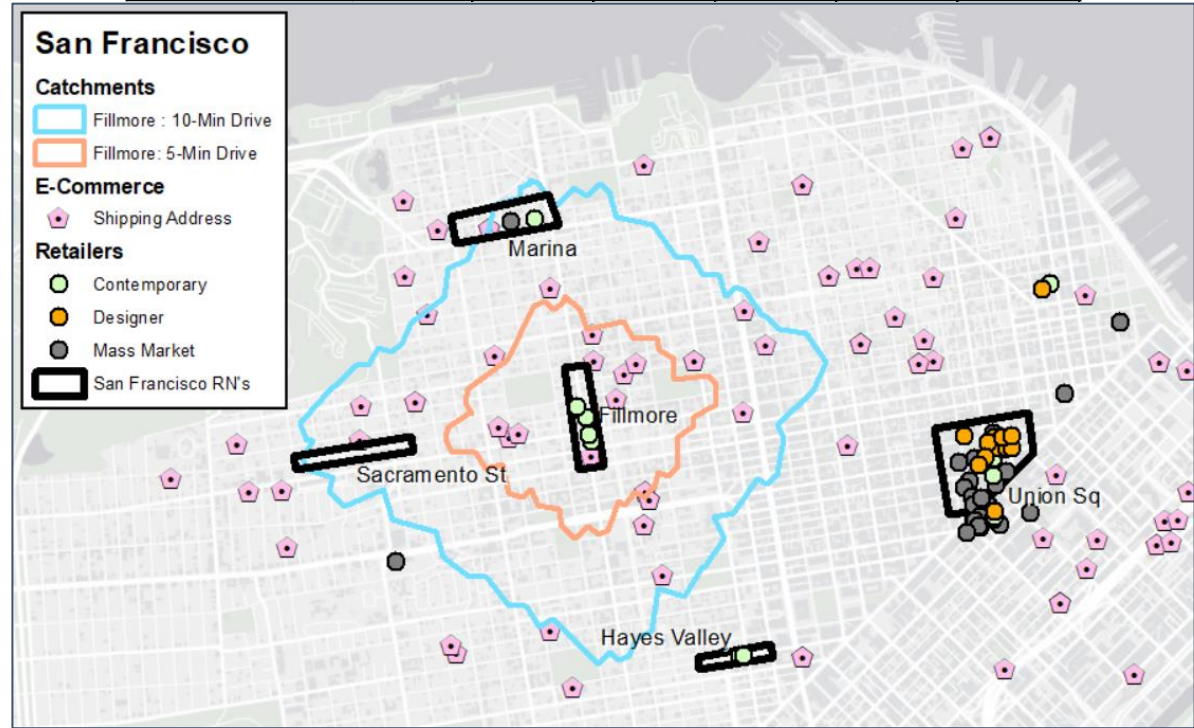 San Francisco
Catchments
Fillmore : 10-Min Drive
Fillmore: 5-Min Drive
E-Commerce
Shipping Address
Retailers
Contemporary
Designer
Mass Market
San Francisco RN's
Marina
Fillmore
Sacramento St
Union Sq
Hayes Valley